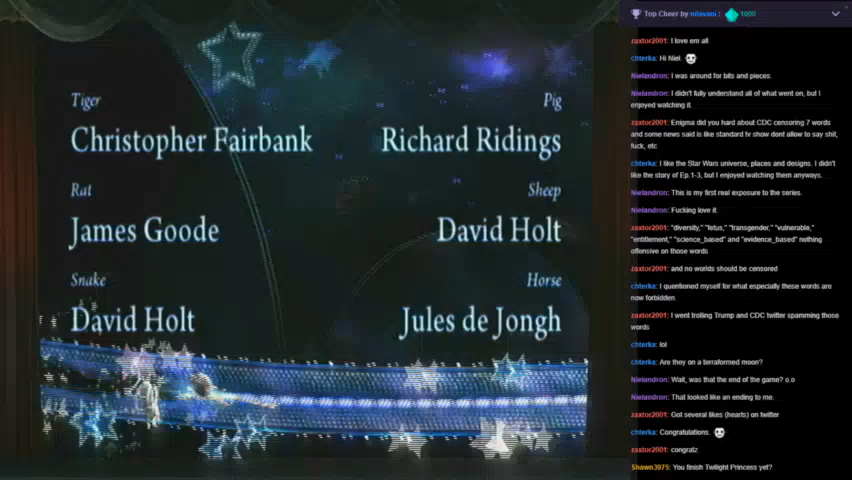 Tiger
Christopher Fairbank
Pig
Richard Ridings
Rat
James Goode
Sheep
David Holt
Snake
David Holt
Horse
Jules de Jongh
Top Cheer by nilavimi : 1000
zaxtor2001: I love em all
chterka: Hi Niel.
Nielandron: I was around for bits and pieces.
Nielandron: I didn't fully understand all of what went on, but I
enjoyed watching it.
zaxtor2001: Enigma did you hard about CDC censoring 7 words
and some news said is like standard tv show dont allow to say shit,
fuck, etc
chterka: I like the Star Wars universe, places and designs. I didn't
like the story of Ep.1-3, but I enjoyed watching them anyways.
Nielandron: This is my first real exposure to the series.
Nielandron: Fucking love it.
zaxtor2001: "diversity," "fetus," "transgender," "vulnerable,"
"entitlement," "science_based" and "evidence_based" nothing
offensive on those words
zaxtor2001: and no worlds should be censored
chterka: I quentioned myself for what especially these words are
now forbidden.
zaxtor2001: I went trolling Trump and CDC twitter spamming those
words
chterka: lol
chterka: Are they on a terraformed moon?
Nielandron: Wait, was that the end of the game? o.o
Nielandron: That looked like an ending to me.
zaxtor2001: Got several likes (hearts) on twitter
chterka: Congratulations.
zaxtor2001: congratz
Shawn3975: You finish Twilight Princess yet?